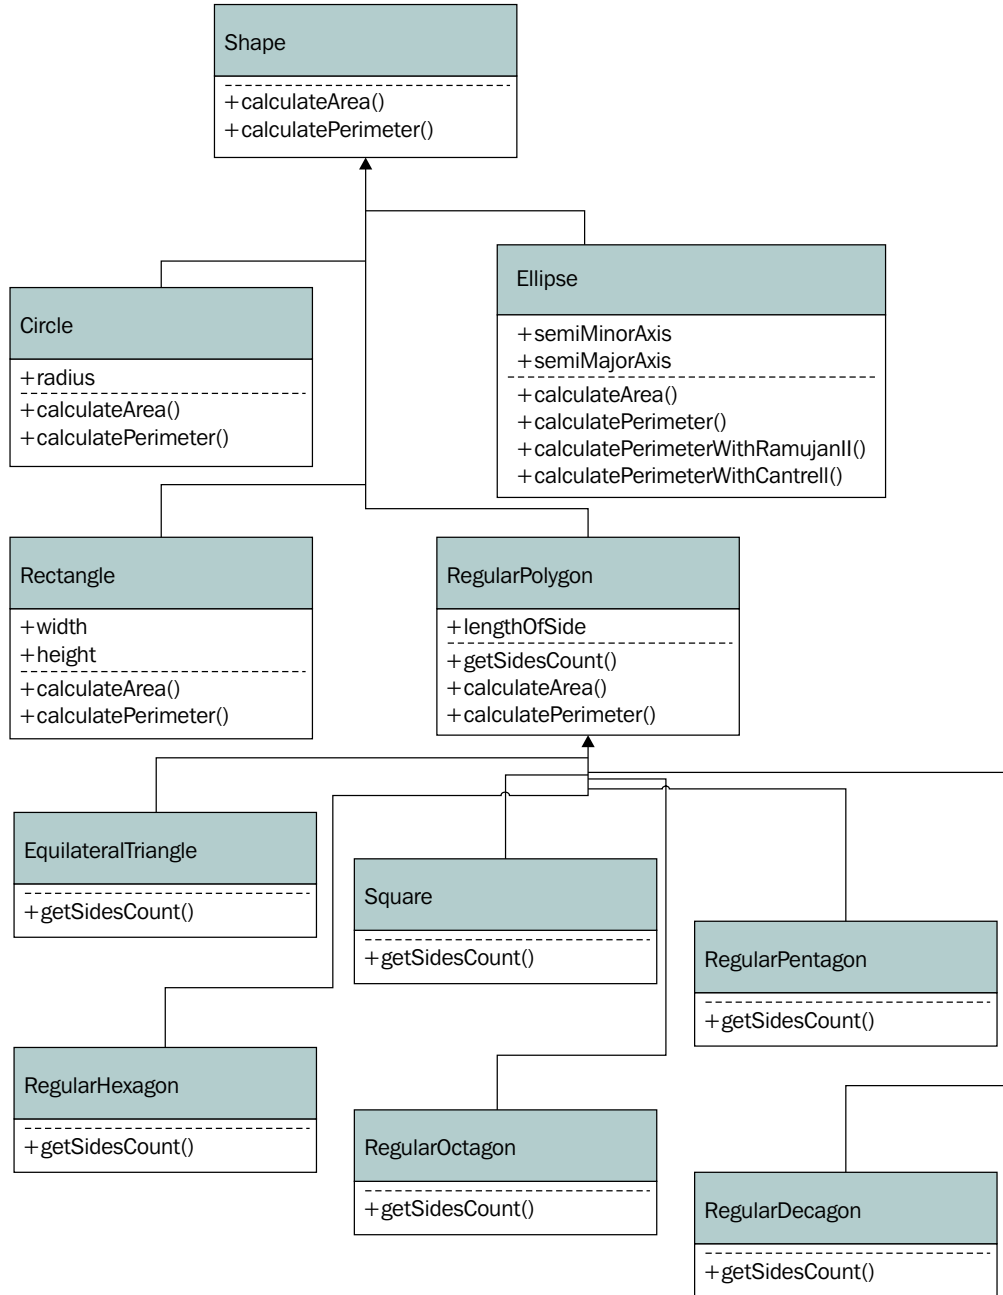 Shape
+calculateArea()
+calculatePerimeter()
Ellipse
+semiMinorAxis
+semiMajorAxis
+calculateArea()
+calculatePerimeter()
+calculatePerimeterWithRamujanII()
+calculatePerimeterWithCantrell()
Circle
+radius
+calculateArea()
+calculatePerimeter()
Rectangle
+width
+height
+calculateArea()
+calculatePerimeter()
RegularPolygon
+lengthOfSide
+getSidesCount()
+calculateArea()
+calculatePerimeter()
EquilateralTriangle
+getSidesCount()
Square
+getSidesCount()
RegularPentagon
+getSidesCount()
RegularHexagon
+getSidesCount()
RegularOctagon
+getSidesCount()
RegularDecagon
+getSidesCount()